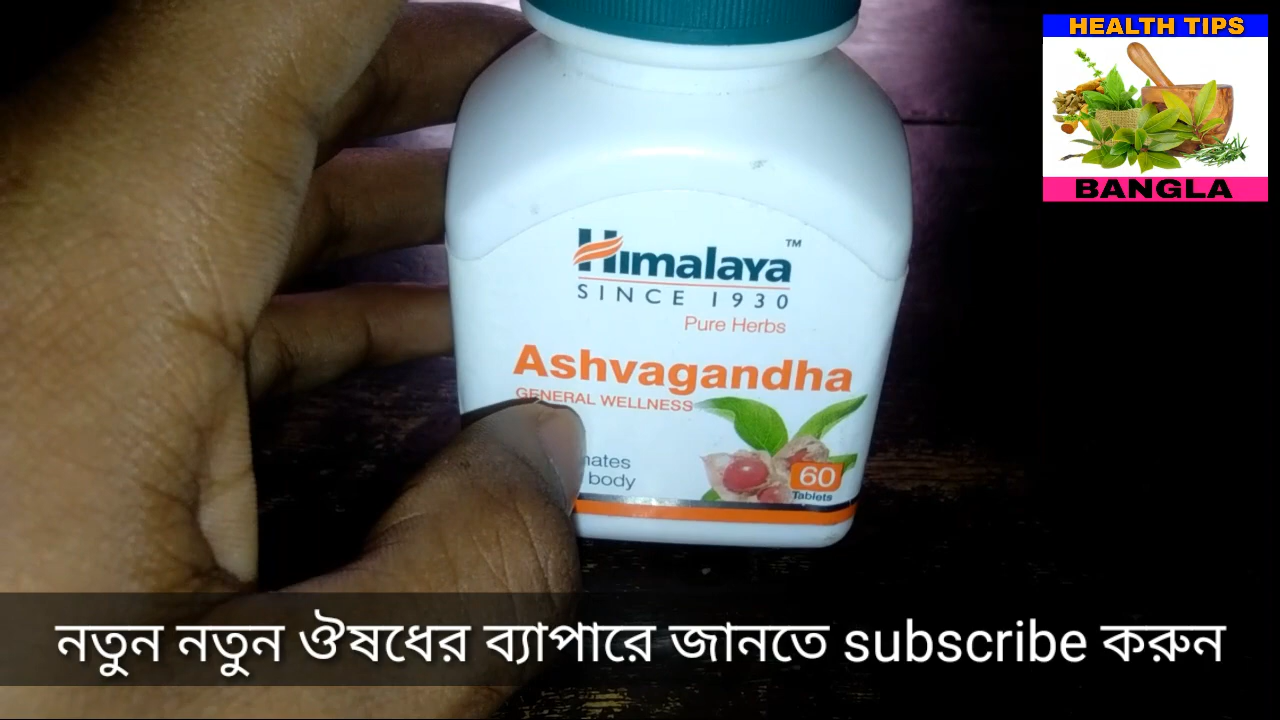 HEALTH TIPS
BANGLA
Himalaya™
SINCE 1930
Pure Herbs
Ashvagandha
GENERAL WELLNESS
body
60
Tablets
নতুন নতুন ঔষধের ব্যাপারে জানতে subscribe করুন